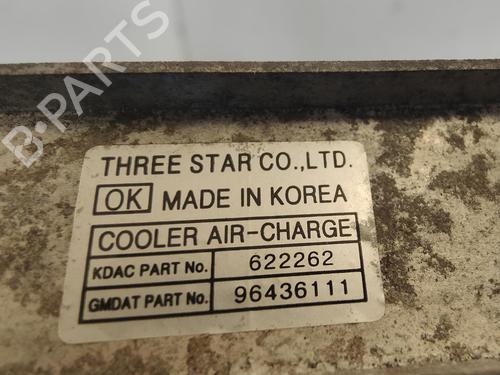 B-PARTS
THREE STAR CO.,LTD.
OK MADE IN KOREA
COOLER AIR-CHARGE
KDAC PART No. 622262
GMDAT PART No. 96436111